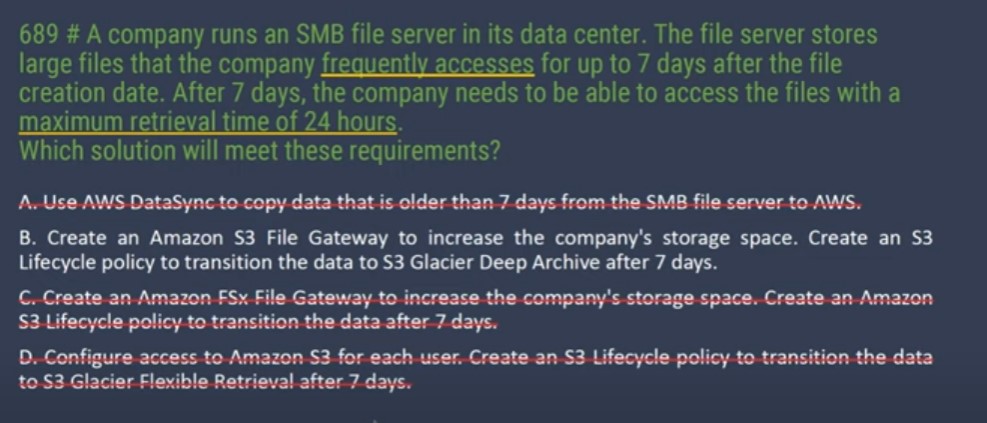 689 # A company runs an SMB file server in its data center. The file server stores
large files that the company frequently accesses for up to 7 days after the file
creation date. After 7 days, the company needs to be able to access the files with a
maximum retrieval time of 24 hours.
Which solution will meet these requirements?
A. Use AWS DataSync to copy data that is older than 7 days from the SMB file server to AWS.
B. Create an Amazon S3 File Gateway to increase the company's storage space. Create an S3
Lifecycle policy to transition the data to S3 Glacier Deep Archive after 7 days.
C. Create an Amazon FSx File Gateway to increase the company's storage space. Create an Amazon
S3 Lifecycle policy to transition the data after 7 days.
D. Configure access to Amazon S3 for each user. Create an S3 Lifecycle policy to transition the data
to S3 Glacier Flexible Retrieval after 7 days.